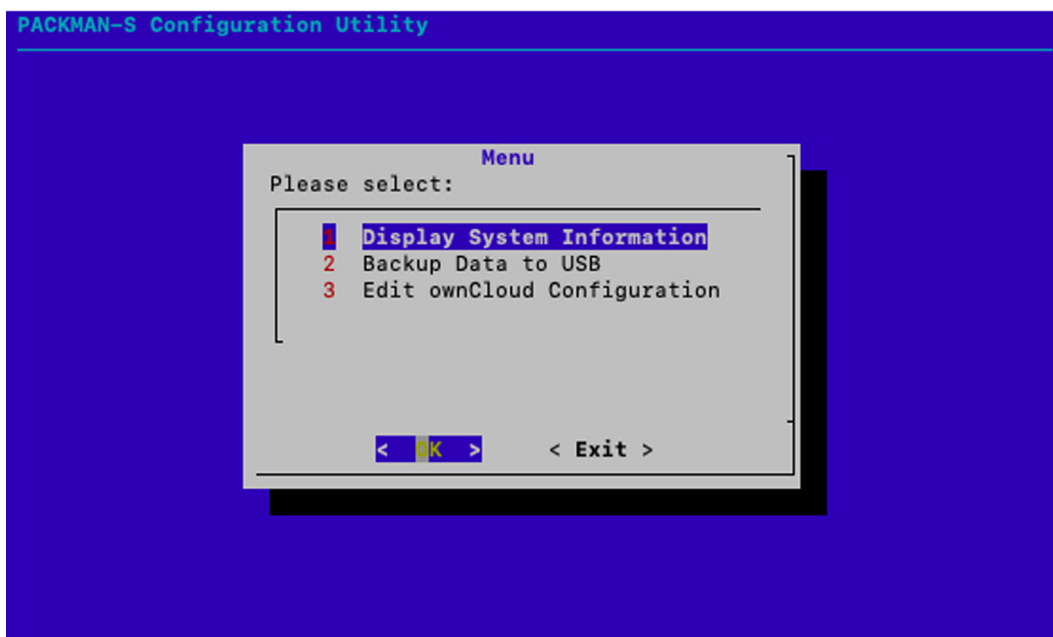 PACKMAN-S Configuration Utility
Menu
Please select:
1 Display System Information
2 Backup Data to USB
3 Edit ownCloud Configuration
< OK > < Exit >